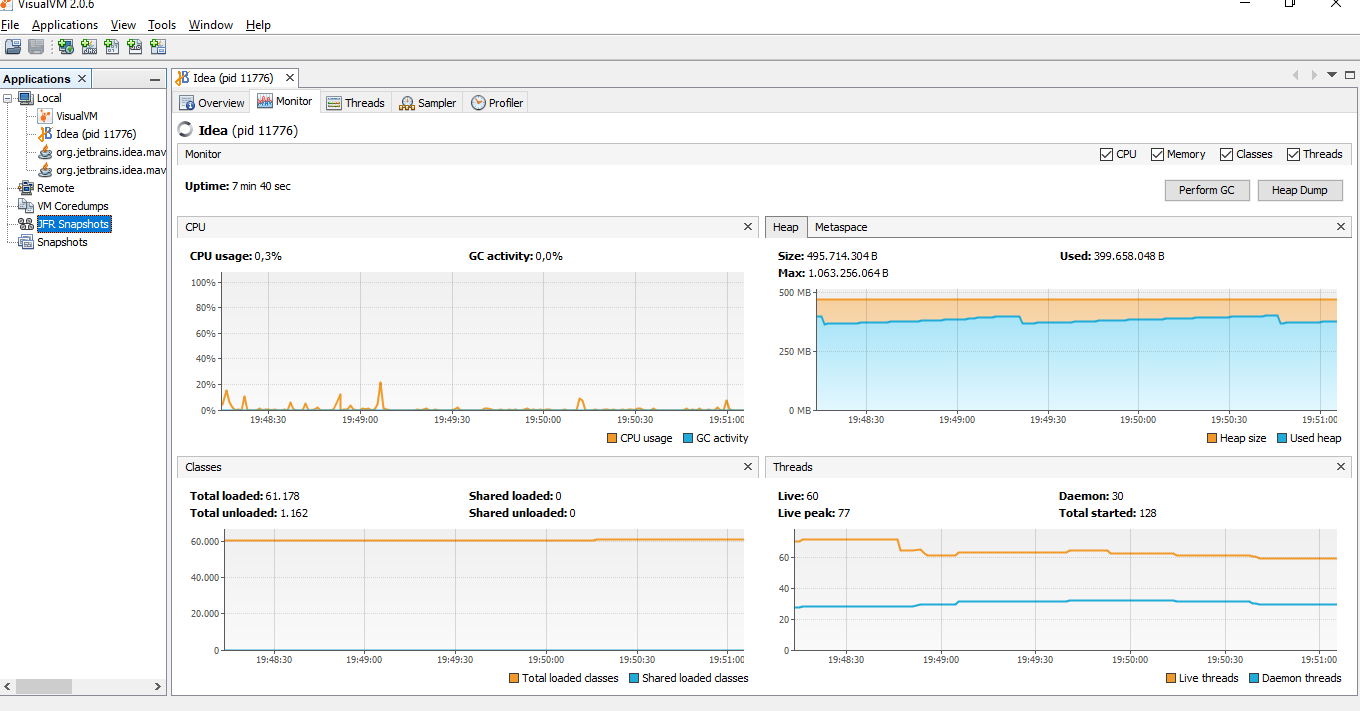 VisualVM 2.0.6
File Applications View Tools Window Help
Applications
Local
VisualVM
Idea (pid 11776)
org.jetbrains.idea.mav
org.jetbrains.idea.mav
Remote
VM Coredumps
JFR Snapshots
Snapshots
Idea (pid 11776)
Overview Monitor Threads Sampler Profiler
Idea (pid 11776)
Monitor CPU Memory Classes Threads
Uptime: 7 min 40 sec Perform GC Heap Dump
CPU
CPU usage: 0,3% GC activity: 0,0%
100%
80%
60%
40%
20%
0%
19:48:30 19:49:00 19:49:30 19:50:00 19:50:30 19:51:00
CPU usage GC activity
Heap Metaspace
Size: 495.714.304 B Used: 399.658.048 B
Max: 1.063.256.064 B
500 MB
250 MB
0 MB
19:48:30 19:49:00 19:49:30 19:50:00 19:50:30 19:51:00
Heap size Used heap
Classes
Total loaded: 61.178 Shared loaded: 0
Total unloaded: 1.162 Shared unloaded: 0
60.000
40.000
20.000
0
19:48:30 19:49:00 19:49:30 19:50:00 19:50:30 19:51:00
Total loaded classes Shared loaded classes
Threads
Live: 60 Daemon: 30
Live peak: 77 Total started: 128
60
40
20
0
19:48:30 19:49:00 19:49:30 19:50:00 19:50:30 19:51:00
Live threads Daemon threads